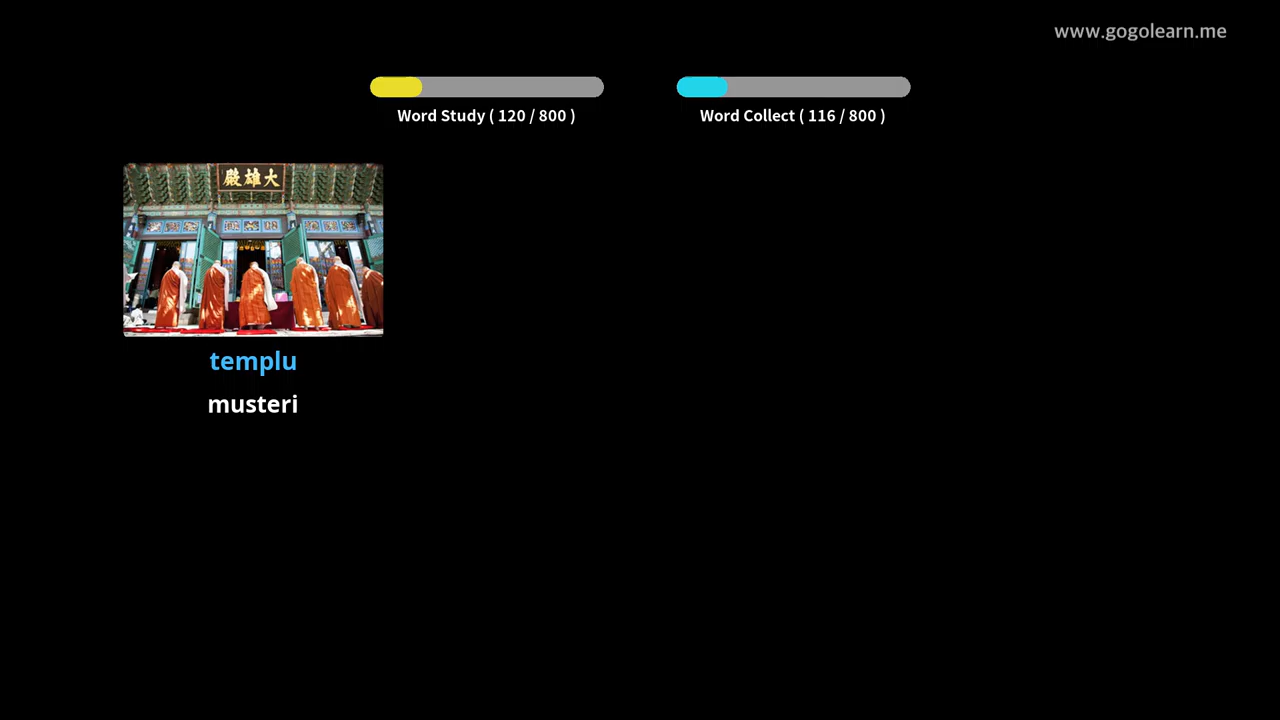 www.gogolearn.me
Word Study ( 120 / 800 )
Word Collect ( 116 / 800 )
殿雄大
templu
musteri